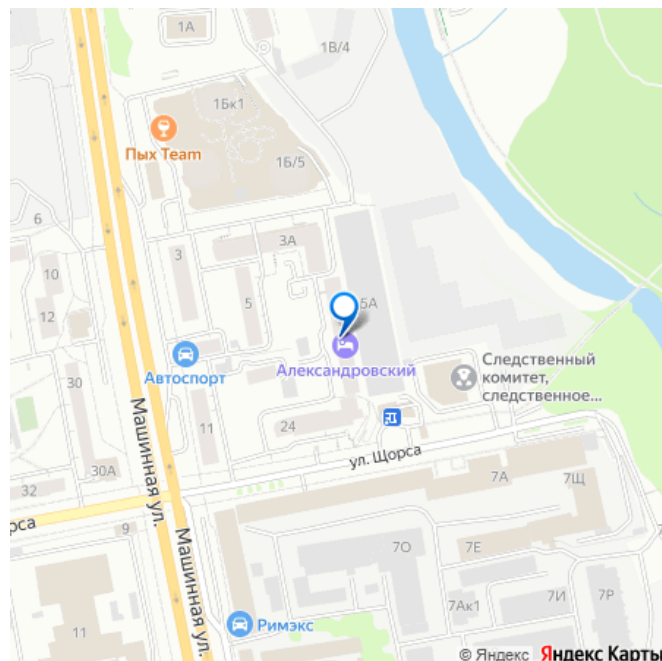 1А
1В/4
1Бк1
Пых Team
1Б/5
6
3А
3
10
5
5А
12
Автоспорт
Александровский
Следственный
комитет,
следственное...
30
11
24
30А
Машинная ул.
ул. Щорса
32
7А
7Щ
орса
9
Машинная ул.
7О
7Е
7Ак1
7И
7Р
Римэкс
11
© Яндекс Яндекс Карты